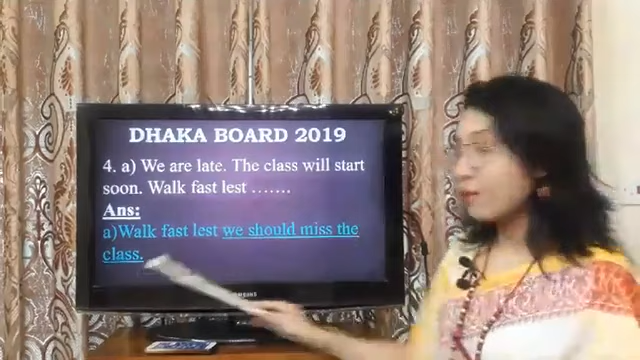 DHAKA BOARD 2019
4. a) We are late. The class will start
soon. Walk fast lest …….
Ans:
a)Walk fast lest we should miss the
class.
SAMSUNG